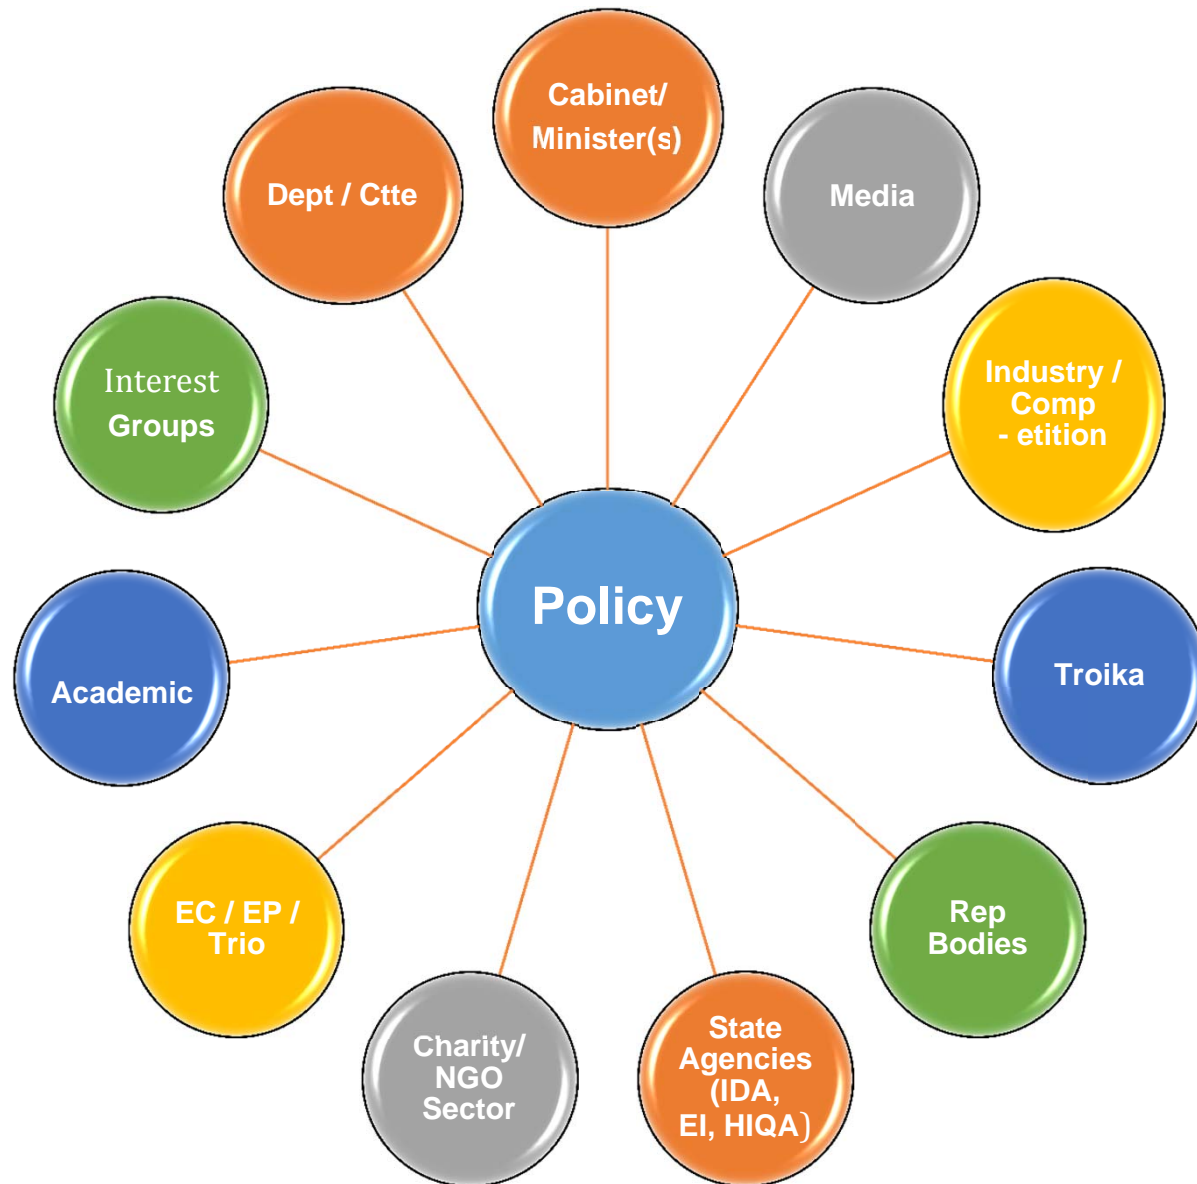 Cabinet/
Minister(s)
Dept / Ctte
Media
Interest
Groups
Industry /
Comp
- etition
Policy
Academic
Troika
EC / EP /
Trio
Rep
Bodies
Charity/
NGO
Sector
State
Agencies
(IDA,
EI, HIQA)